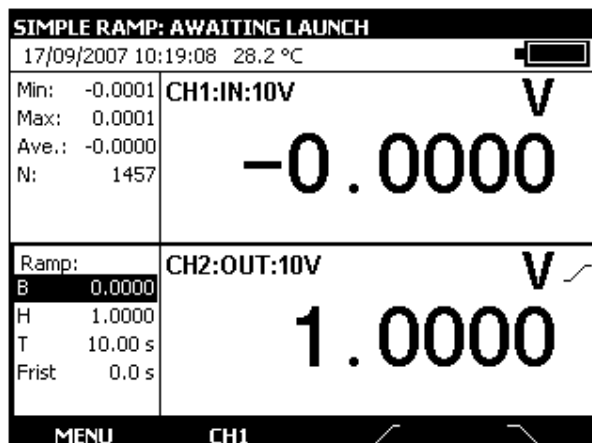 SIMPLE RAMP: AWAITING LAUNCH
17/09/2007 10:19:08 28.2 °C
Min: -0.0001
Max: 0.0001
Ave.: -0.0000
N: 1457
CH1:IN:10V
V
-0.0000
Ramp:
B 0.0000
H 1.0000
T 10.00 s
Frist 0.0 s
CH2:OUT:10V
V
1.0000
MENU CH1